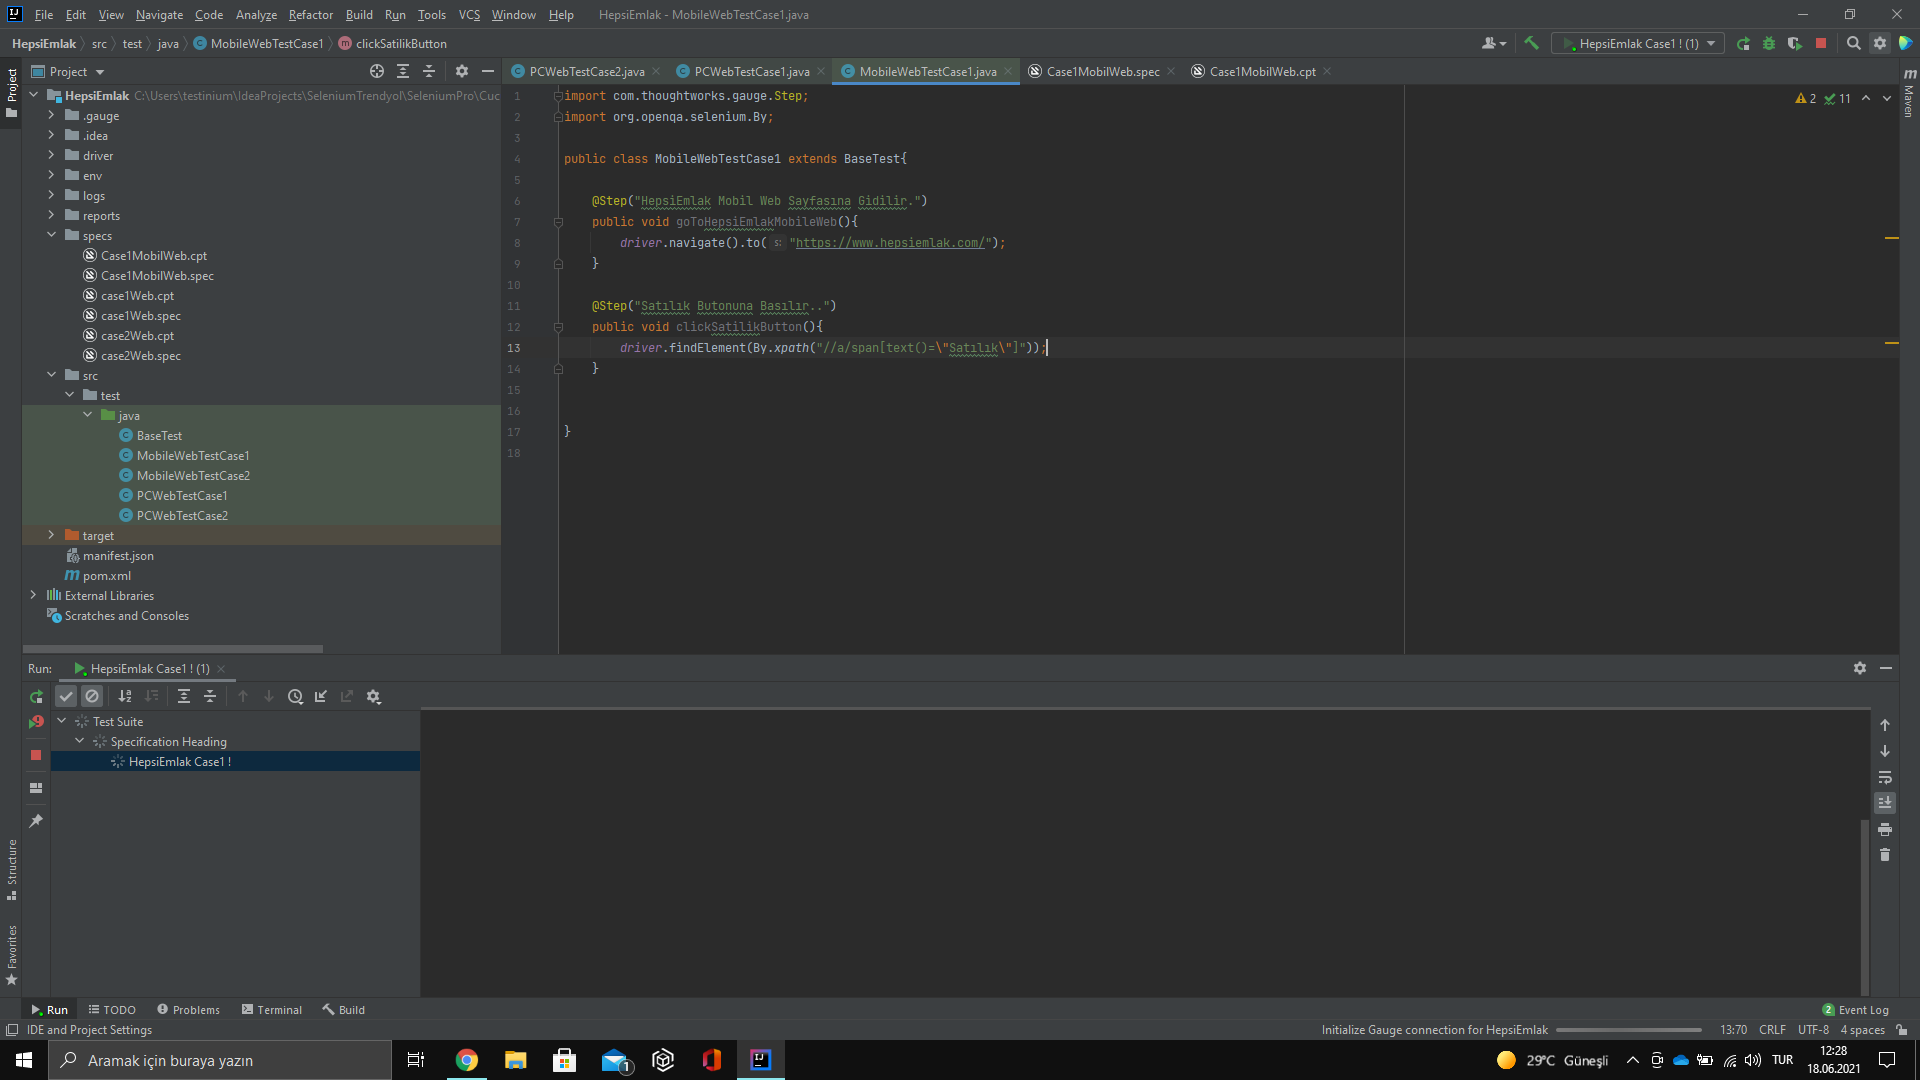 File Edit View Navigate Code Analyze Refactor Build Run Tools VCS Window Help HepsiEmlak - MobileWebTestCase1.java
HepsiEmlak src test java MobileWebTestCase1 clickSatilikButton
HepsiEmlak Case1 ! (1)
Project
PCWebTestCase2.java PCWebTestCase1.java MobileWebTestCase1.java Case1MobilWeb.spec Case1MobilWeb.cpt
Project
Maven
HepsiEmlak C:\Users\testinium\IdeaProjects\SeleniumTrendyol\SeleniumPro\Cuc
.gauge
.idea
driver
env
logs
reports
specs
Case1MobilWeb.cpt
Case1MobilWeb.spec
case1Web.cpt
case1Web.spec
case2Web.cpt
case2Web.spec
src
test
java
BaseTest
MobileWebTestCase1
MobileWebTestCase2
PCWebTestCase1
PCWebTestCase2
target
manifest.json
pom.xml
External Libraries
Scratches and Consoles
2 11
1 import com.thoughtworks.gauge.Step;
2 import org.openqa.selenium.By;
3
4 public class MobileWebTestCase1 extends BaseTest{
5
6 @Step("HepsiEmlak Mobil Web Sayfasına Gidilir.")
7 public void goToHepsiEmlakMobileWeb(){
8 driver.navigate().to( s: "https://www.hepsiemlak.com/");
9 }
10
11 @Step("Satılık Butonuna Basılır..")
12 public void clickSatilikButton(){
13 driver.findElement(By.xpath("//a/span[text()=\"Satılık\"]"));
14 }
15
16
17 }
18
Run: HepsiEmlak Case1 ! (1)
Test Suite
Specification Heading
HepsiEmlak Case1 !
Structure
Favorites
Run TODO Problems Terminal Build
2 Event Log
IDE and Project Settings
Initialize Gauge connection for HepsiEmlak 13:70 CRLF UTF-8 4 spaces
Aramak için buraya yazın
1
29°C Güneşli
TUR
12:28
18.06.2021